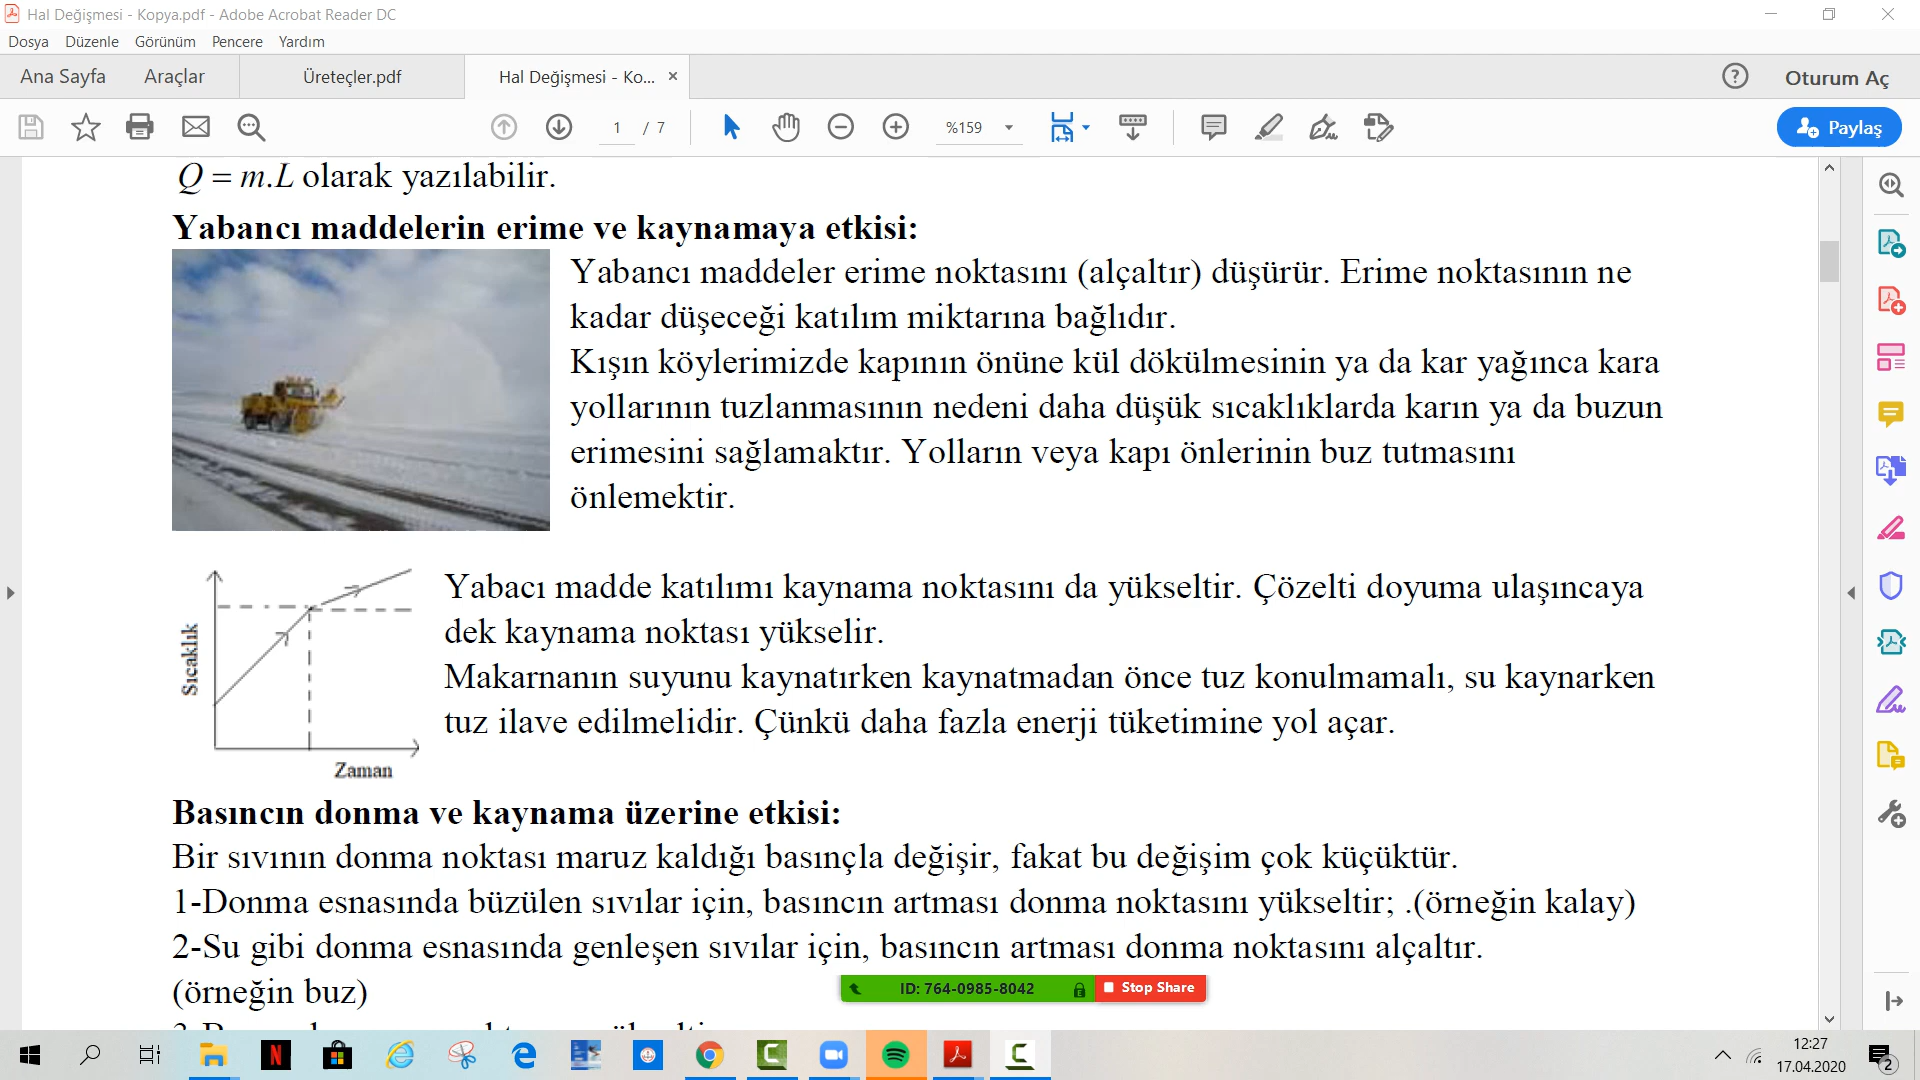 Hal Değişmesi - Kopya.pdf - Adobe Acrobat Reader DC
Dosya Düzenle Görünüm Pencere Yardım
Ana Sayfa Araçlar Üreteçler.pdf Hal Değişmesi - Ko... Oturum Aç
1 / 7 %159 Paylaş
Q = m.L olarak yazılabilir.
Yabancı maddelerin erime ve kaynamaya etkisi:
Yabancı maddeler erime noktasını (alçaltır) düşürür. Erime noktasının ne
kadar düşeceği katılım miktarına bağlıdır.
Kışın köylerimizde kapının önüne kül dökülmesinin ya da kar yağınca kara
yollarının tuzlanmasının nedeni daha düşük sıcaklıklarda karın ya da buzun
erimesini sağlamaktır. Yolların veya kapı önlerinin buz tutmasını
önlemektir.
Sıcaklık
Zaman
Yabacı madde katılımı kaynama noktasını da yükseltir. Çözelti doyuma ulaşıncaya
dek kaynama noktası yükselir.
Makarnanın suyunu kaynatırken kaynatmadan önce tuz konulmamalı, su kaynarken
tuz ilave edilmelidir. Çünkü daha fazla enerji tüketimine yol açar.
Basıncın donma ve kaynama üzerine etkisi:
Bir sıvının donma noktası maruz kaldığı basınçla değişir, fakat bu değişim çok küçüktür.
1-Donma esnasında büzülen sıvılar için, basıncın artması donma noktasını yükseltir; .(örneğin kalay)
2-Su gibi donma esnasında genleşen sıvılar için, basıncın artması donma noktasını alçaltır.
(örneğin buz)
ID: 764-0985-8042 Stop Share
12:27
17.04.2020
2